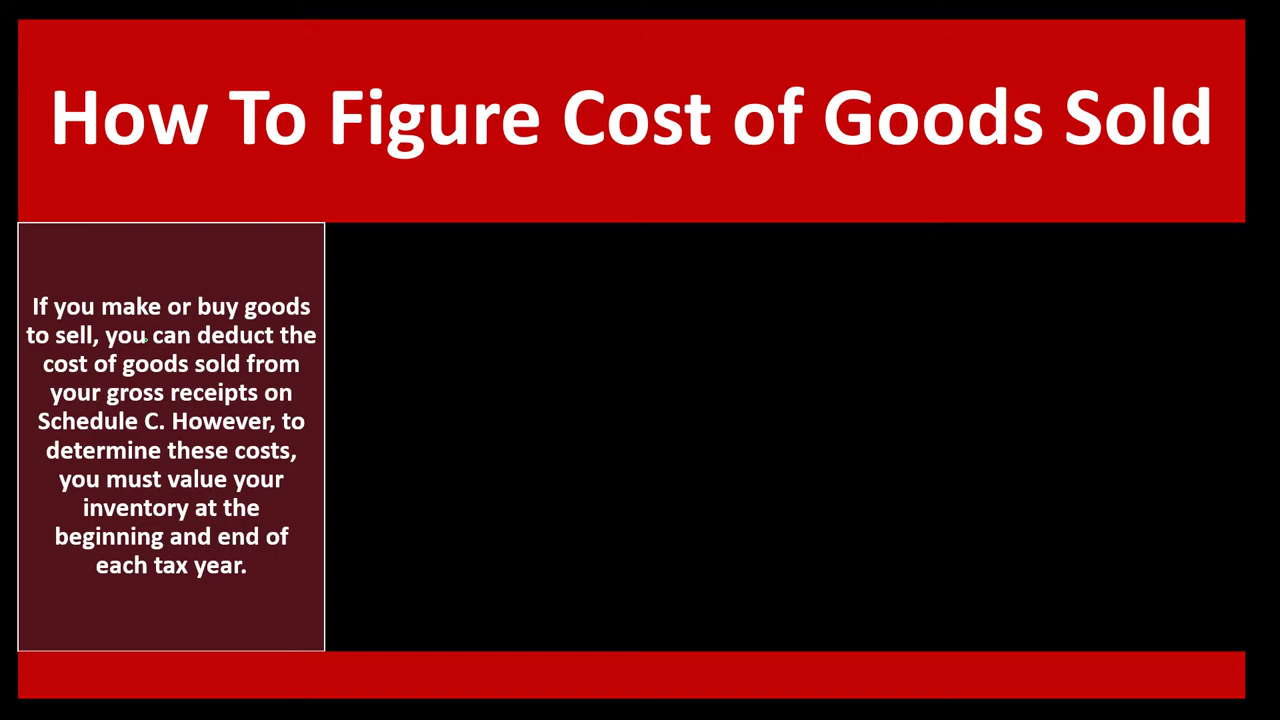 How To Figure Cost of Goods Sold
If you make or buy goods
to sell, you can deduct the
cost of goods sold from
your gross receipts on
Schedule C. However, to
determine these costs,
you must value your
inventory at the
beginning and end of
each tax year.